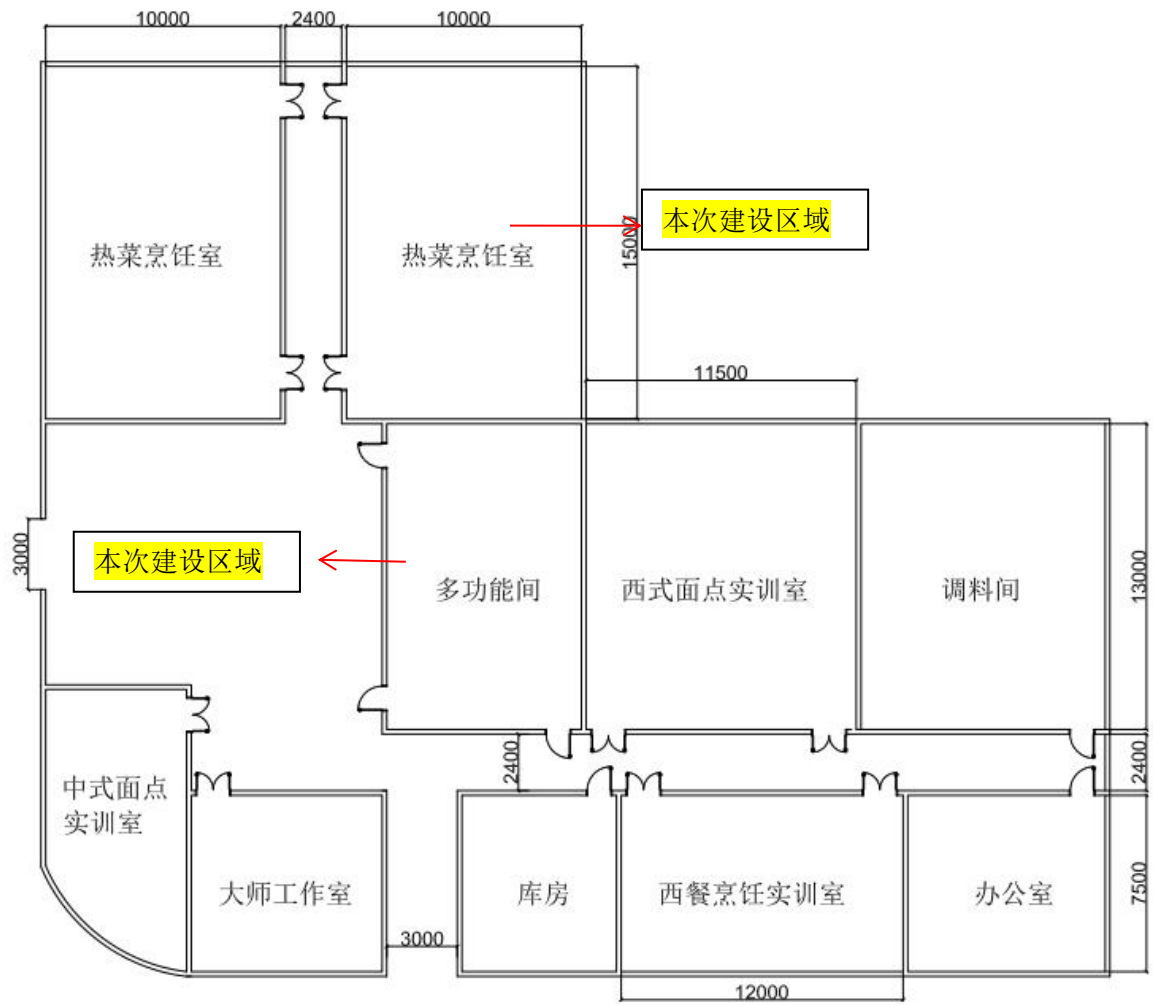 10000
2400
10000
本次建设区域
15000
热菜烹饪室
热菜烹饪室
11500
3000
本次建设区域
多功能间
西式面点实训室
调料间
13000
2400
2400
中式面点
实训室
大师工作室
库房
西餐烹饪实训室
办公室
7500
3000
12000